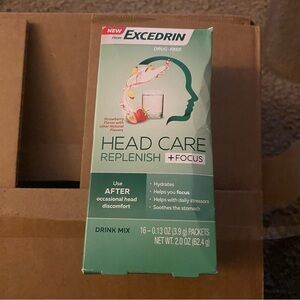 NEW
FROM EXCEDRIN
DRUG-FREE
Strawberry
Flavor with
other Natural
Flavors
HEAD CARE
REPLENISH +FOCUS
Use
AFTER
occasional head
discomfort
• Hydrates
• Helps you focus
• Helps with daily stressors
• Soothes the stomach
DRINK MIX
16 – 0.13 OZ (3.9 g) PACKETS
NET WT. 2.0 OZ (62.4 g)